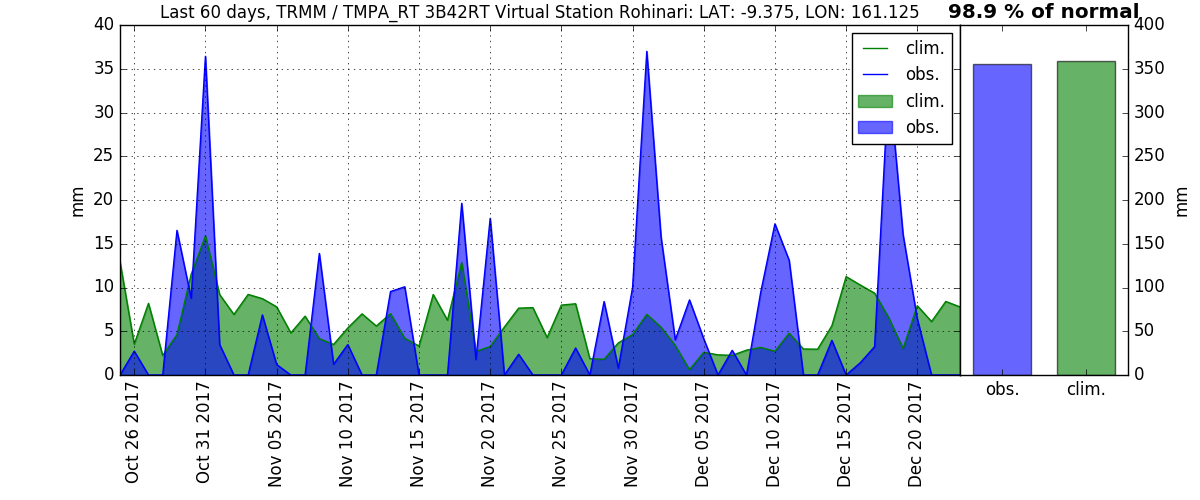 Last 60 days, TRMM / TMPA_RT 3B42RT Virtual Station Rohinari: LAT: -9.375, LON: 161.125
98.9 % of normal
40
35
30
25
20
15
10
5
0
mm
clim.
obs.
clim.
obs.
400
350
300
250
200
150
100
50
0
mm
obs.
clim.
Oct 26 2017
Oct 31 2017
Nov 05 2017
Nov 10 2017
Nov 15 2017
Nov 20 2017
Nov 25 2017
Nov 30 2017
Dec 05 2017
Dec 10 2017
Dec 15 2017
Dec 20 2017